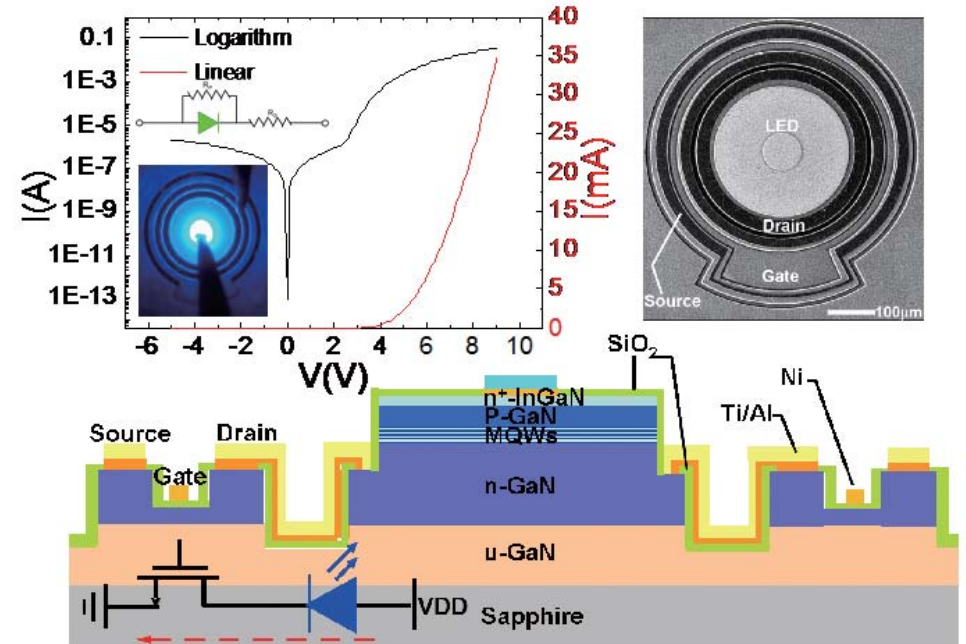 0.1
1E-3
1E-5
1E-7
1E-9
1E-11
1E-13
I(A)
Logarithm
Linear
-6 -4 -2 0 2 4 6 8 10
V(V)
40
35
30
25
20
15
10
5
0
I(mA)
LED
Drain
Gate
Source
100μm
SiO₂
Ni
Ti/Al
n⁺-InGaN
P-GaN
MQWs
Source
Drain
Gate
n-GaN
u-GaN
VDD
Sapphire